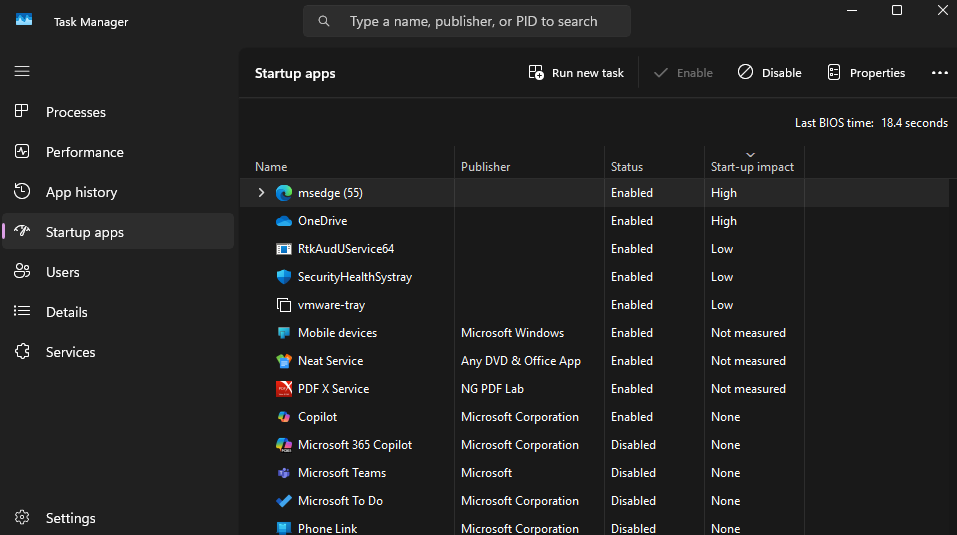 Task Manager
Type a name, publisher, or PID to search
Startup apps
Run new task
Enable
Disable
Properties
Processes
Performance
App history
Startup apps
Users
Details
Services
Settings
Last BIOS time: 18.4 seconds
Name Publisher Status Start-up impact
msedge (55) Enabled High
OneDrive Enabled High
RtkAudUService64 Enabled Low
SecurityHealthSystray Enabled Low
vmware-tray Enabled Low
Mobile devices Microsoft Windows Enabled Not measured
Neat Service Any DVD & Office App Enabled Not measured
PDF X Service NG PDF Lab Enabled Not measured
Copilot Microsoft Corporation Enabled None
Microsoft 365 Copilot Microsoft Corporation Disabled None
Microsoft Teams Microsoft Disabled None
Microsoft To Do Microsoft Corporation Disabled None
Phone Link Microsoft Corporation Disabled None